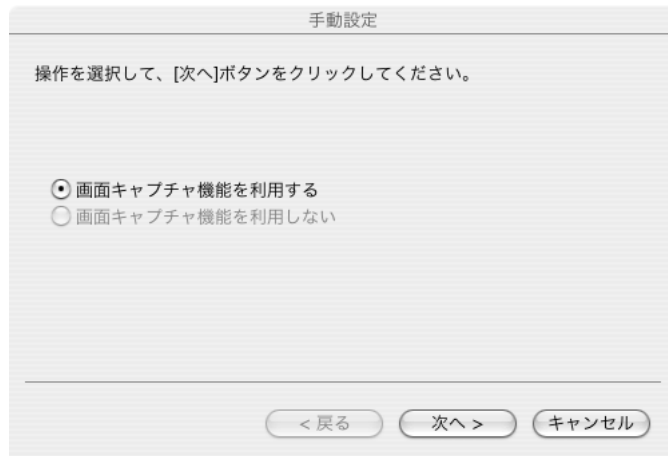 手動設定
操作を選択して、[次へ]ボタンをクリックしてください。
画面キャプチャ機能を利用する
画面キャプチャ機能を利用しない
< 戻る
次へ >
キャンセル